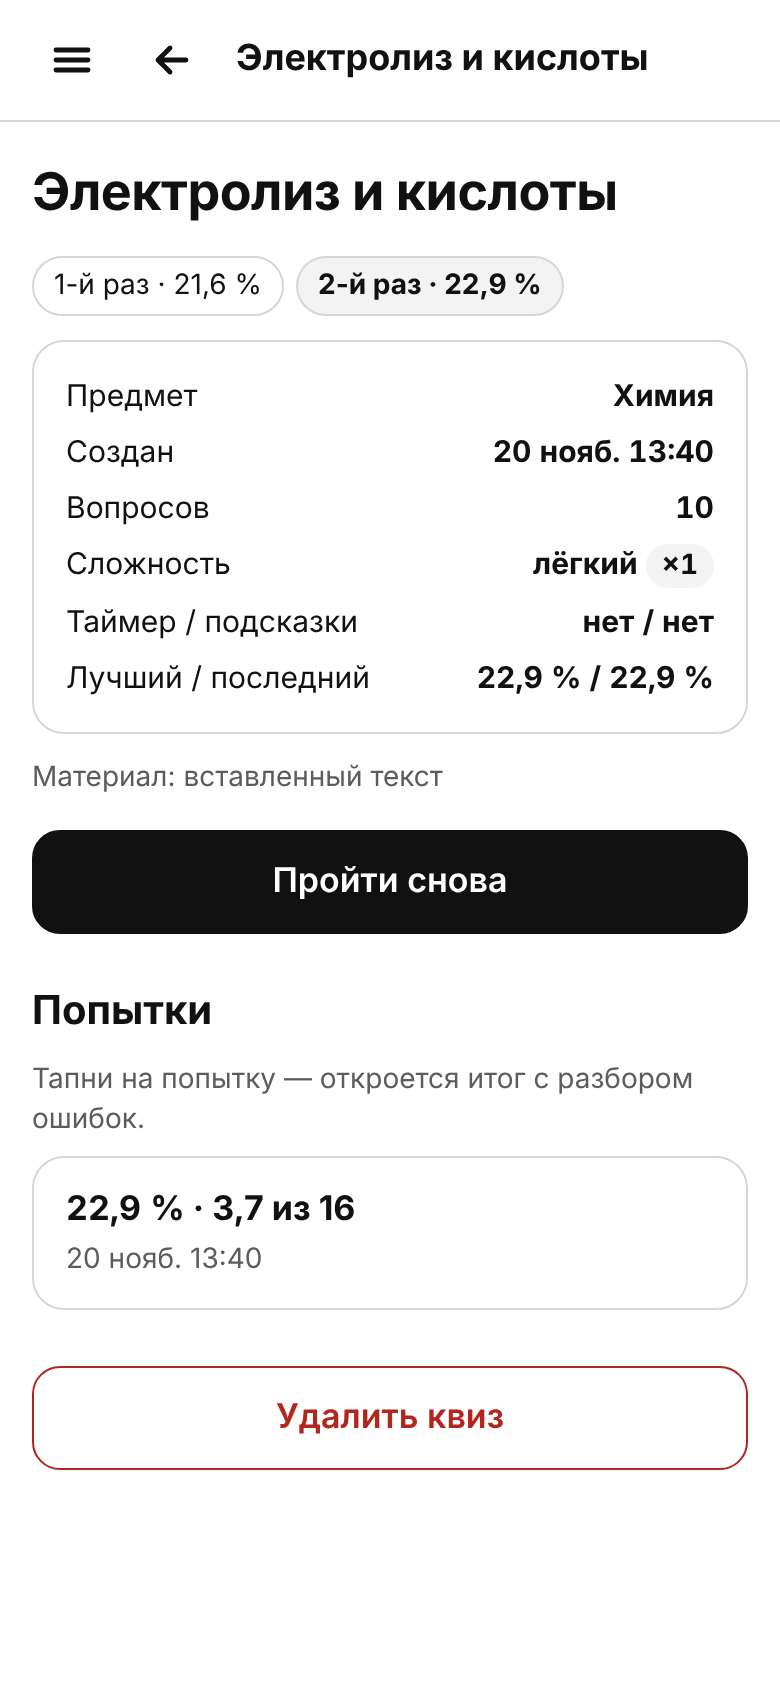 Электролиз и кислоты
Электролиз и кислоты
1-й раз · 21,6 %
2-й раз · 22,9 %
Предмет Химия
Создан 20 нояб. 13:40
Вопросов 10
Сложность лёгкий ×1
Таймер / подсказки нет / нет
Лучший / последний 22,9 % / 22,9 %
Материал: вставленный текст
Пройти снова
Попытки
Тапни на попытку — откроется итог с разбором
ошибок.
22,9 % · 3,7 из 16
20 нояб. 13:40
Удалить квиз